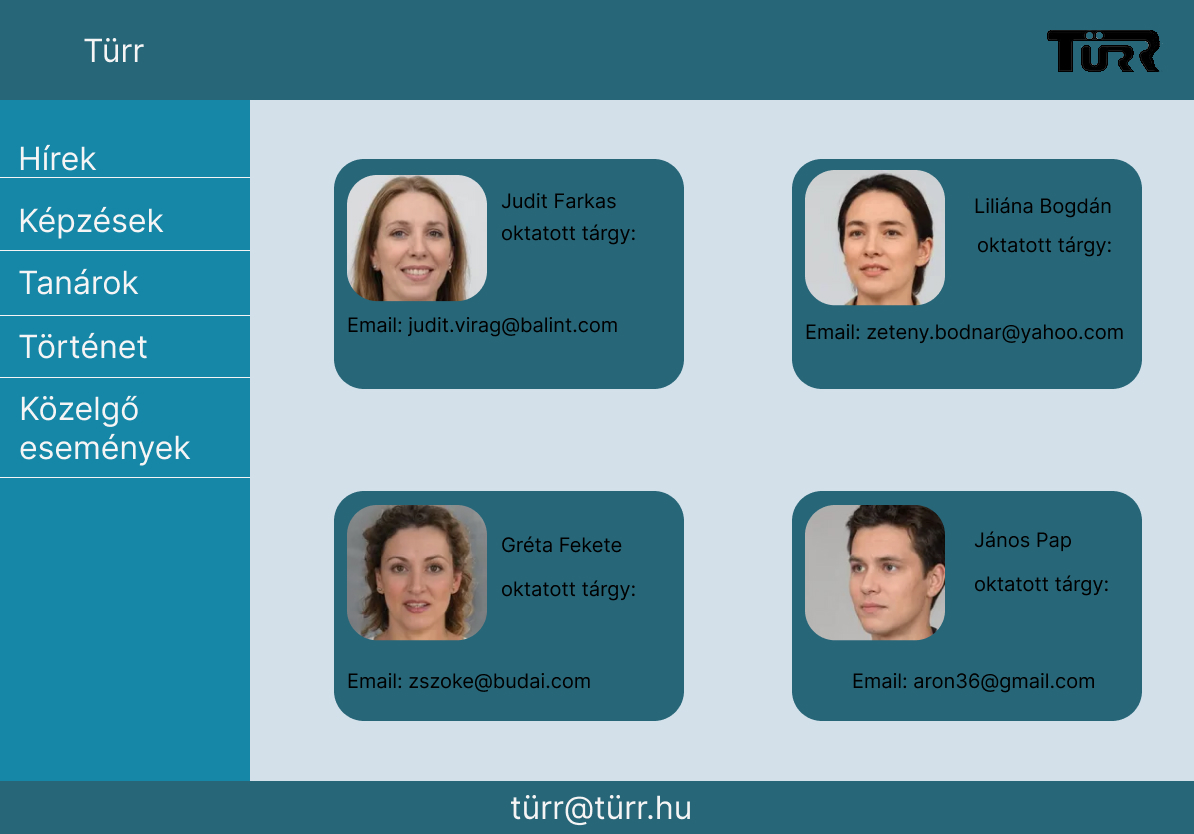 Türr
TÜRR
Hírek
Képzések
Tanárok
Történet
Közelgő
események
Judit Farkas
oktatott tárgy:
Email: judit.virag@balint.com
Liliána Bogdán
oktatott tárgy:
Email: zeteny.bodnar@yahoo.com
Gréta Fekete
oktatott tárgy:
Email: zszoke@budai.com
János Pap
oktatott tárgy:
Email: aron36@gmail.com
türr@türr.hu